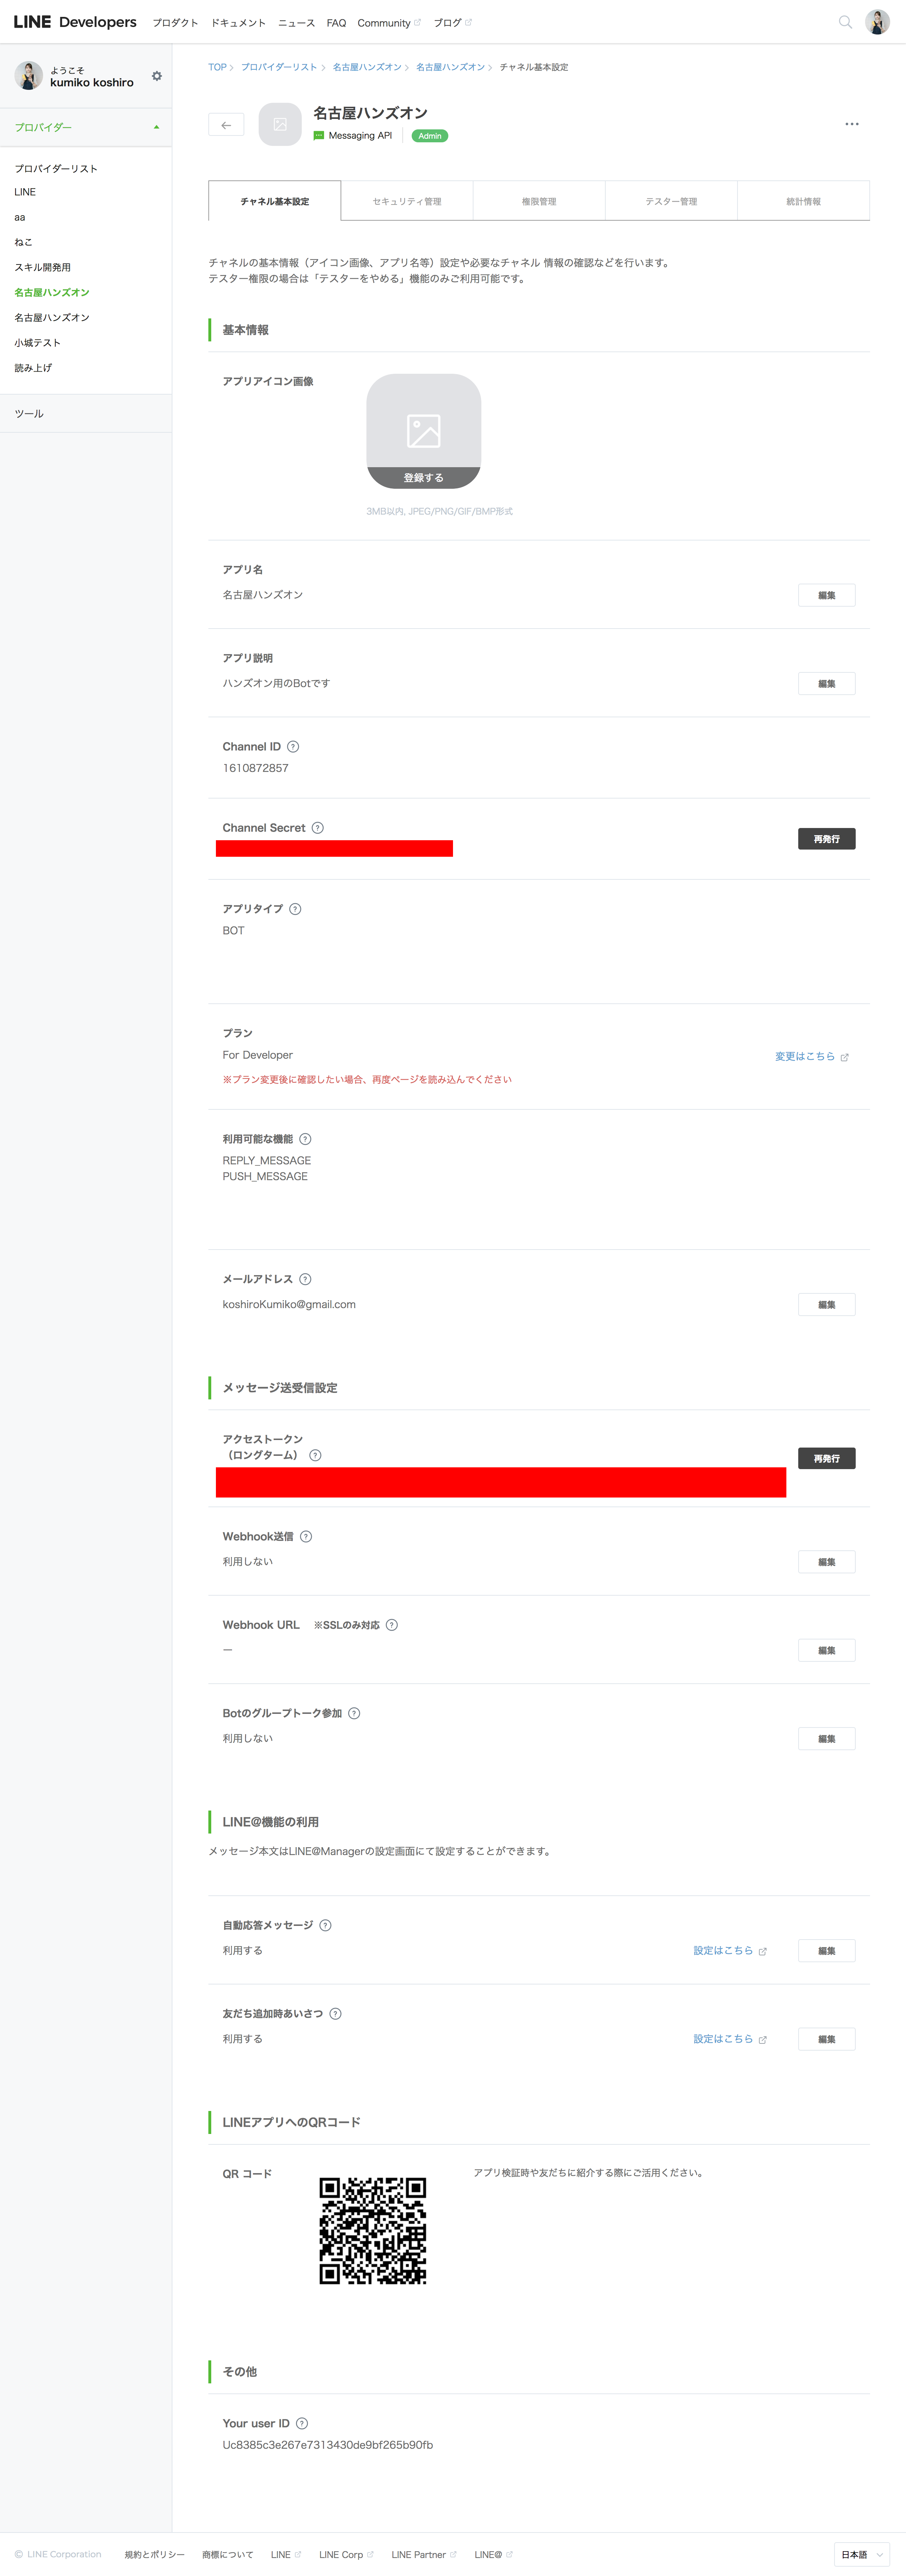 LINE Developers プロダクト ドキュメント ニュース FAQ Community ブログ
ようこそ
kumiko koshiro
プロバイダー
プロバイダーリスト
LINE
aa
ねこ
スキル開発用
名古屋ハンズオン
名古屋ハンズオン
小城テスト
読み上げ
ツール
TOP プロバイダーリスト 名古屋ハンズオン 名古屋ハンズオン チャネル基本設定
名古屋ハンズオン
Messaging API Admin
チャネル基本設定 セキュリティ管理 権限管理 テスター管理 統計情報
チャネルの基本情報（アイコン画像、アプリ名等）設定や必要なチャネル 情報の確認などを行います。
テスター権限の場合は「テスターをやめる」機能のみご利用可能です。
基本情報
アプリアイコン画像
登録する
3MB以内, JPEG/PNG/GIF/BMP形式
アプリ名
名古屋ハンズオン 編集
アプリ説明
ハンズオン用のBotです 編集
Channel ID ?
1610872857
Channel Secret ?
再発行
アプリタイプ ?
BOT
プラン
For Developer 変更はこちら
※プラン変更後に確認したい場合、再度ページを読み込んでください
利用可能な機能 ?
REPLY_MESSAGE
PUSH_MESSAGE
メールアドレス ?
koshiroKumiko@gmail.com 編集
メッセージ送受信設定
アクセストークン
（ロングターム） ? 再発行
Webhook送信 ?
利用しない 編集
Webhook URL ※SSLのみ対応 ?
— 編集
Botのグループトーク参加 ?
利用しない 編集
LINE@機能の利用
メッセージ本文はLINE@Managerの設定画面にて設定することができます。
自動応答メッセージ ?
利用する 設定はこちら 編集
友だち追加時あいさつ ?
利用する 設定はこちら 編集
LINEアプリへのQRコード
QR コード アプリ検証時や友だちに紹介する際にご活用ください。
その他
Your user ID ?
Uc8385c3e267e7313430de9bf265b90fb
© LINE Corporation 規約とポリシー 商標について LINE LINE Corp LINE Partner LINE@ 日本語